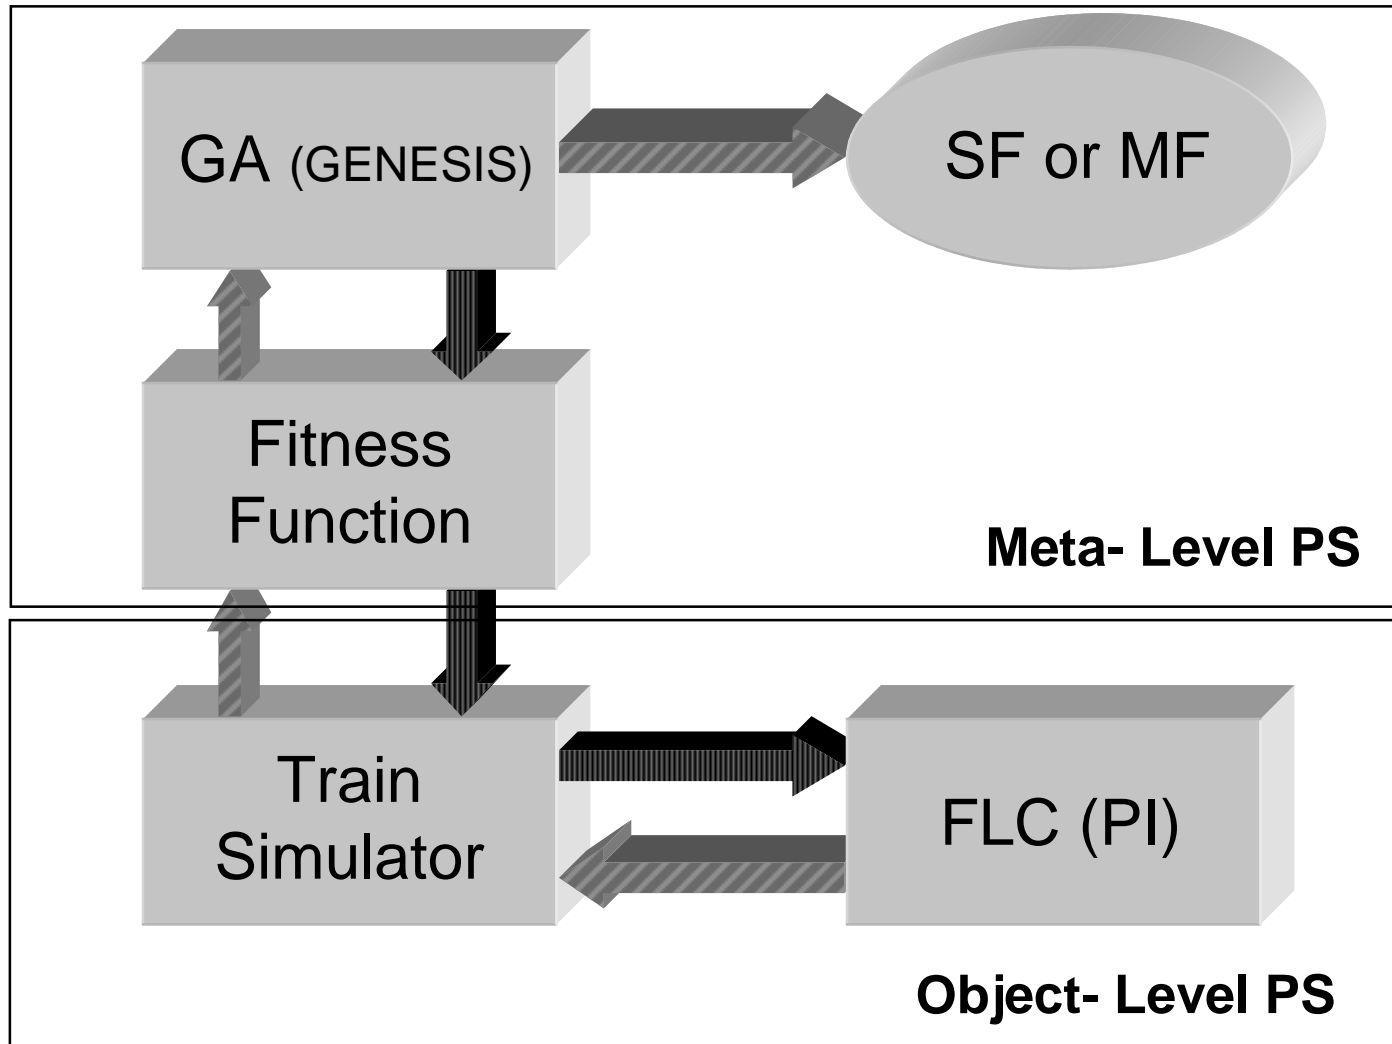 GA (GENESIS)
SF or MF
Fitness
Function
Meta- Level PS
Train
Simulator
FLC (PI)
Object- Level PS